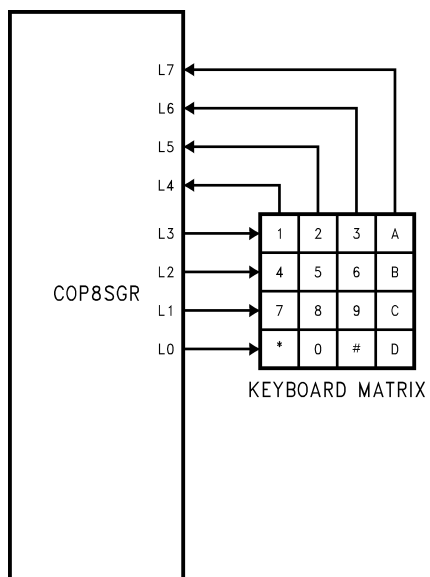 L7
L6
L5
L4
L3
L2
L1
L0
COP8SGR
1 2 3 A
4 5 6 B
7 8 9 C
* 0 # D
KEYBOARD MATRIX